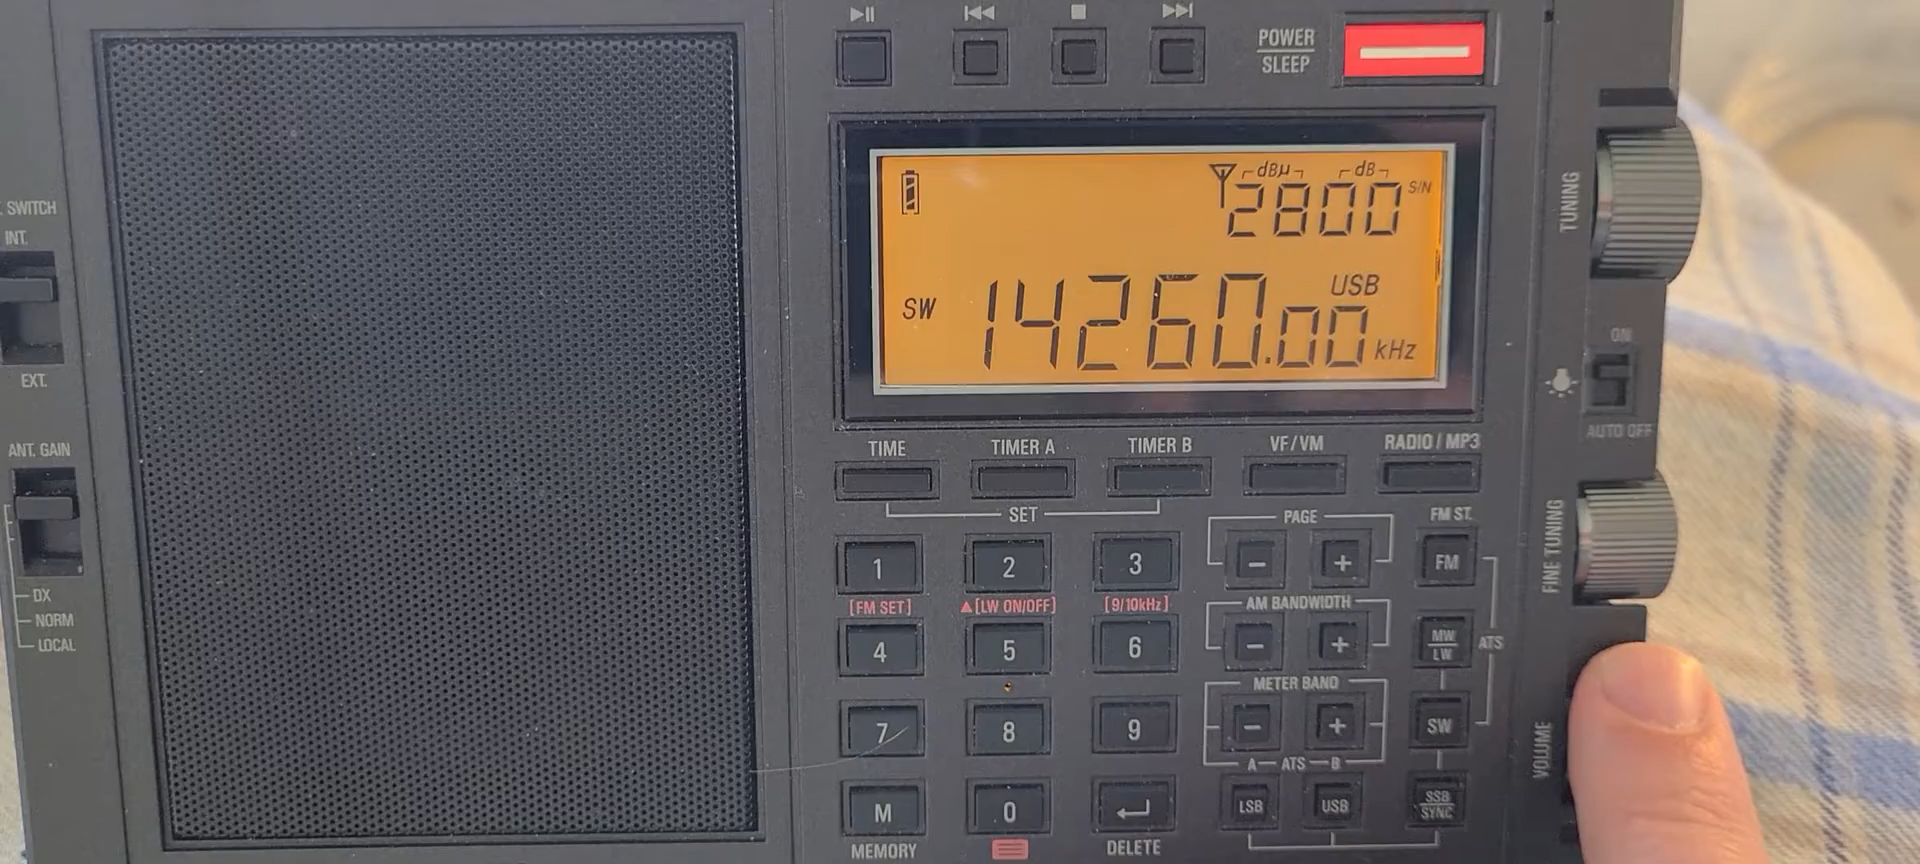 POWER
SLEEP
. SWITCH
INT.
EXT.
ANT. GAIN
DX
NORM
LOCAL
dBμ dB
2800 S/N
USB
SW 14260.00 kHz
TUNING
ON
AUTO OFF
FINE TUNING
VOLUME
TIME TIMER A TIMER B VF/VM RADIO / MP3
SET
PAGE FM ST.
1 2 3 − + FM
[FM SET] [LW ON/OFF] [9/10kHz] AM BANDWIDTH
4 5 6 − + MW
LW
ATS
METER BAND
7 8 9 − + SW
A ATS B
M 0 LSB USB SSB
SYNC
MEMORY DELETE